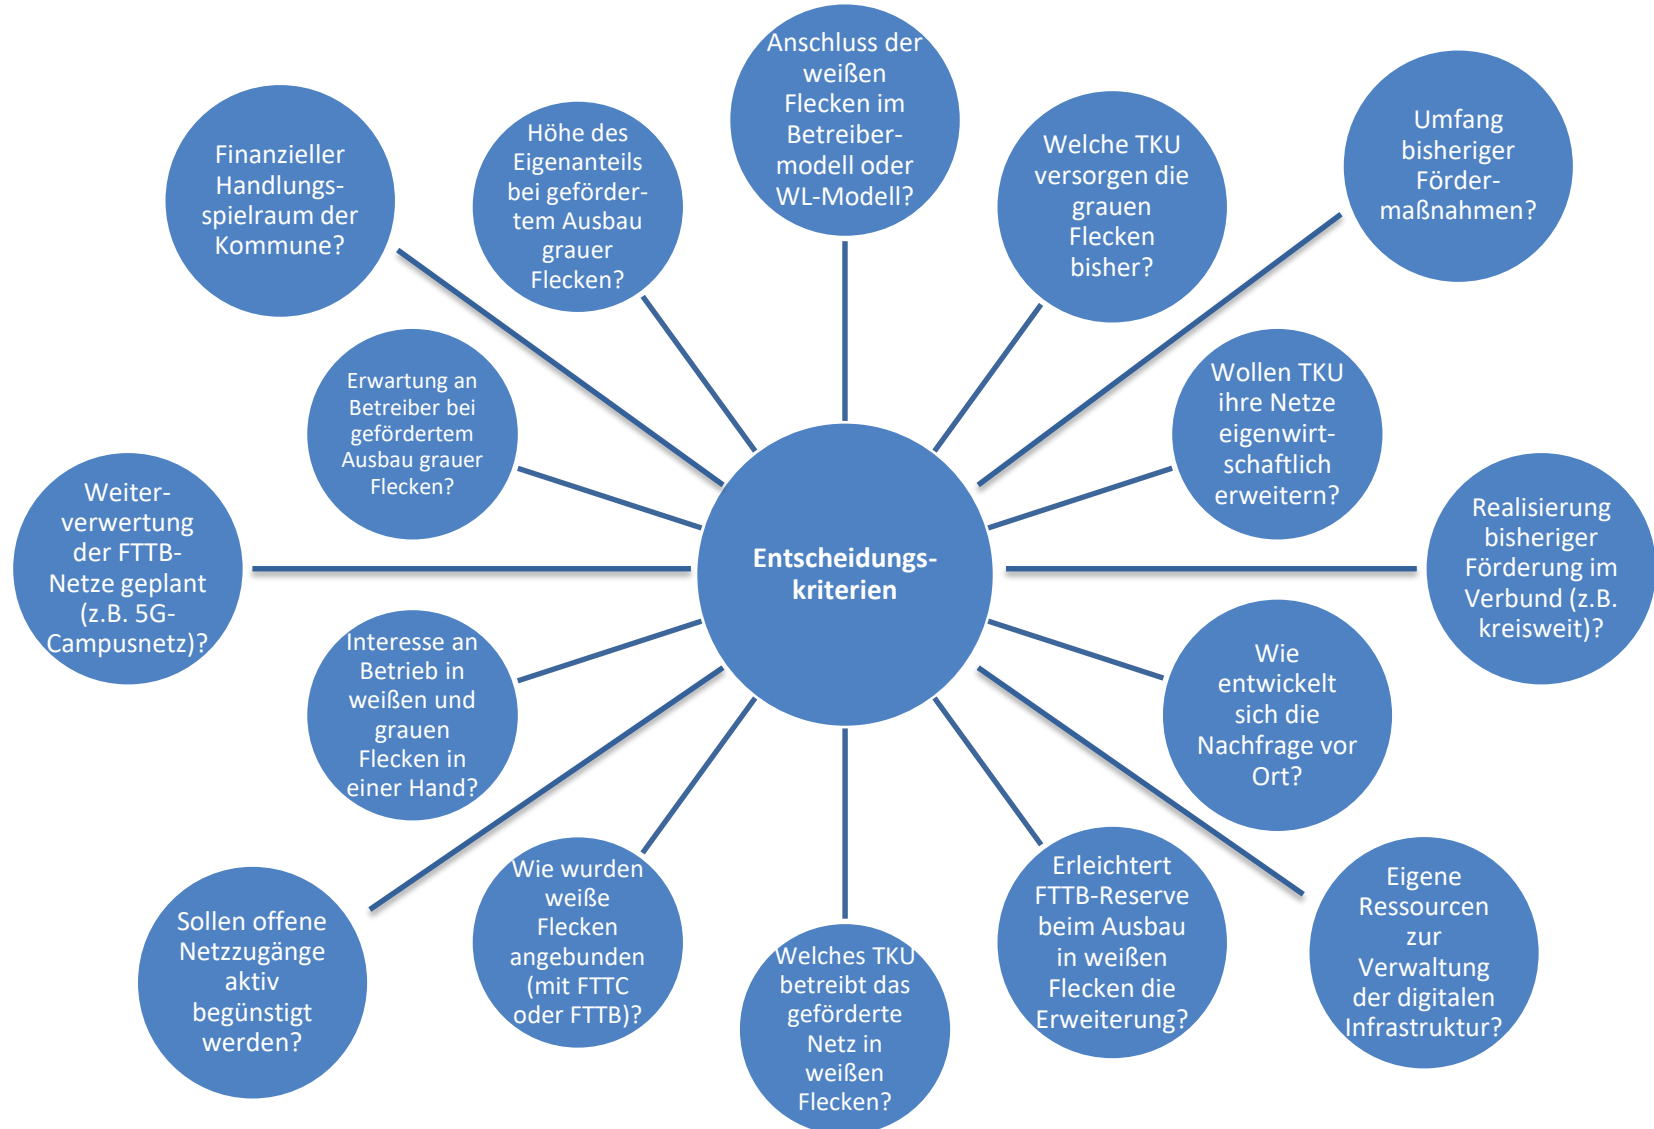 Anschluss der
weißen
Flecken im
Betreiber-
modell oder
WL-Modell?
Finanzieller
Handlungs-
spielraum der
Kommune?
Höhe des
Eigenanteils
bei geförder-
tem Ausbau
grauer
Flecken?
Welche TKU
versorgen die
grauen
Flecken
bisher?
Umfang
bisheriger
Förder-
maßnahmen?
Erwartung an
Betreiber bei
gefördertem
Ausbau grauer
Flecken?
Wollen TKU
ihre Netze
eigenwirt-
schaftlich
erweitern?
Weiter-
verwertung
der FTTB-
Netze geplant
(z.B. 5G-
Campusnetz)?
Entscheidungs-
kriterien
Realisierung
bisheriger
Förderung im
Verbund (z.B.
kreisweit)?
Interesse an
Betrieb in
weißen und
grauen
Flecken in
einer Hand?
Wie
entwickelt
sich die
Nachfrage vor
Ort?
Sollen offene
Netzzugänge
aktiv
begünstigt
werden?
Wie wurden
weiße
Flecken
angebunden
(mit FTTC
oder FTTB)?
Welches TKU
betreibt das
geförderte
Netz in
weißen
Flecken?
Erleichtert
FTTB-Reserve
beim Ausbau
in weißen
Flecken die
Erweiterung?
Eigene
Ressourcen
zur
Verwaltung
der digitalen
Infrastruktur?